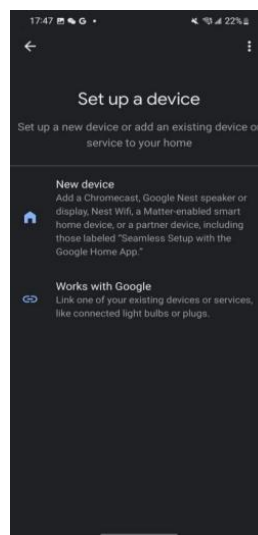 17:47 G • 22%
Set up a device
Set up a new device or add an existing device o
service to your home
New device
Add a Chromecast, Google Nest speaker or
display, Nest Wifi, a Matter-enabled smart
home device, or a partner device, including
those labeled "Seamless Setup with the
Google Home App."
Works with Google
Link one of your existing devices or services,
like connected light bulbs or plugs.